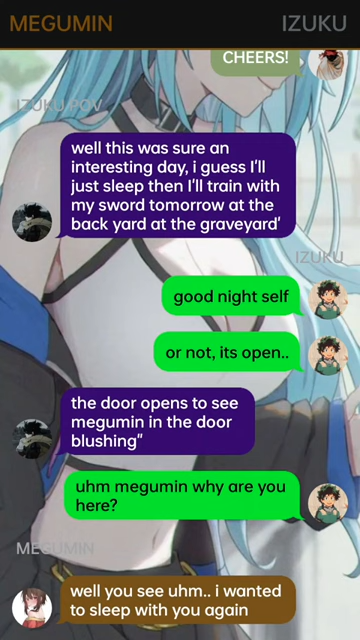 MEGUMIN
IZUKU
CHEERS!
IZUKU POV
well this was sure an
interesting day, i guess I'll
just sleep then I'll train with
my sword tomorrow at the
back yard at the graveyard'
IZUKU
good night self
or not, its open..
the door opens to see
megumin in the door
blushing"
uhm megumin why are you
here?
MEGUMIN
well you see uhm.. i wanted
to sleep with you again